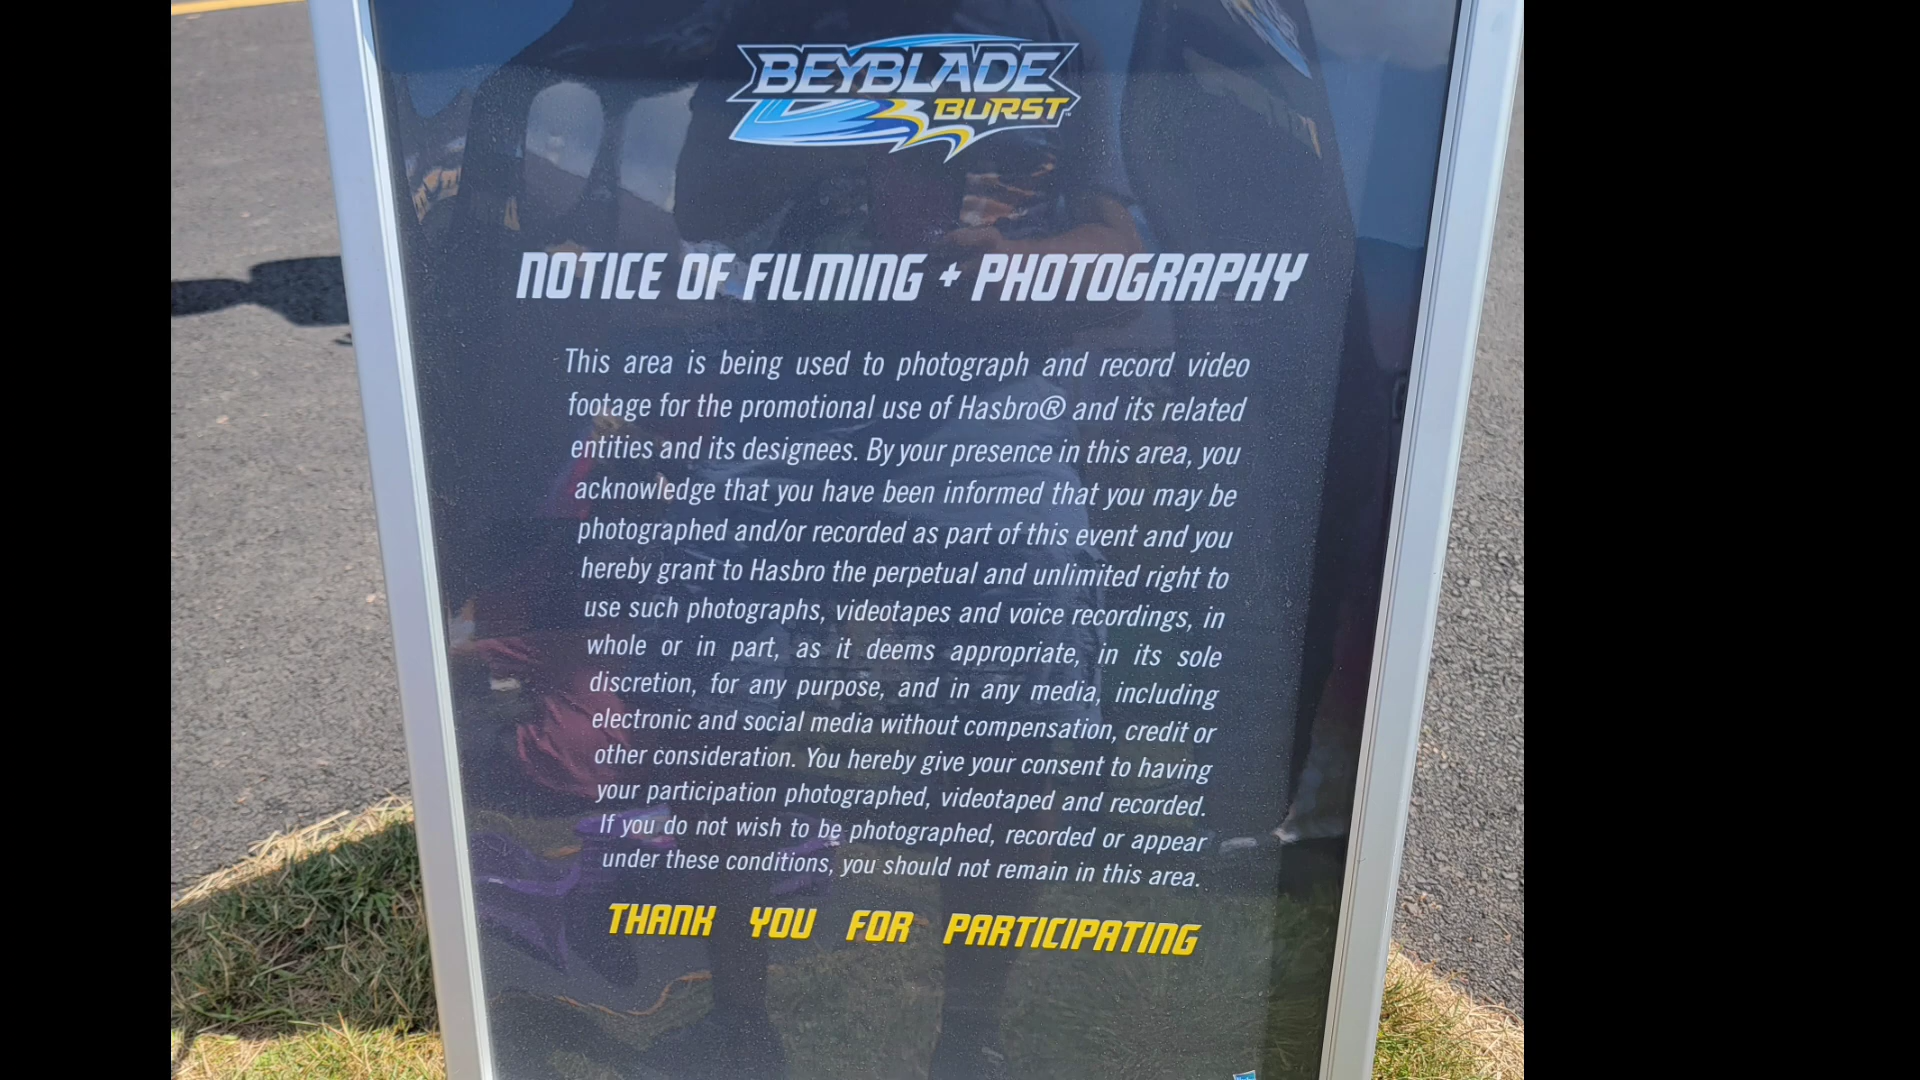 BEYBLADE
BURST™
NOTICE OF FILMING + PHOTOGRAPHY
This area is being used to photograph and record video
footage for the promotional use of Hasbro® and its related
entities and its designees. By your presence in this area, you
acknowledge that you have been informed that you may be
photographed and/or recorded as part of this event and you
hereby grant to Hasbro the perpetual and unlimited right to
use such photographs, videotapes and voice recordings, in
whole or in part, as it deems appropriate, in its sole
discretion, for any purpose, and in any media, including
electronic and social media without compensation, credit or
other consideration. You hereby give your consent to having
your participation photographed, videotaped and recorded.
If you do not wish to be photographed, recorded or appear
under these conditions, you should not remain in this area.
THANK YOU FOR PARTICIPATING